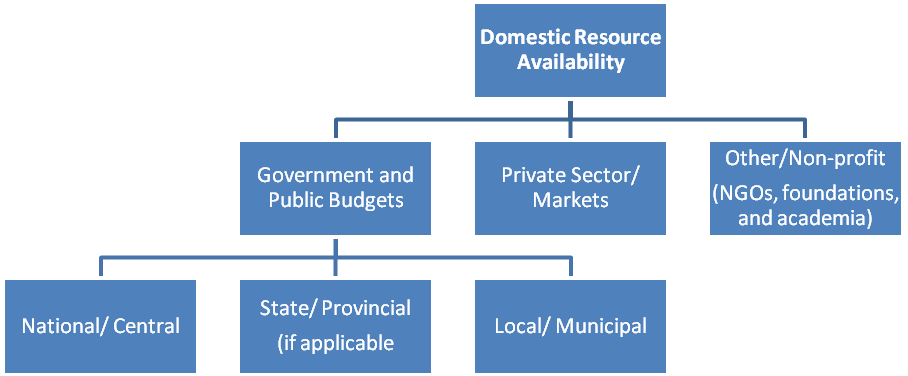 Domestic Resource
Availability
Government and
Public Budgets
Private Sector/
Markets
Other/Non-profit
(NGOs, foundations,
and academia)
National/ Central
State/ Provincial
(if applicable
Local/ Municipal